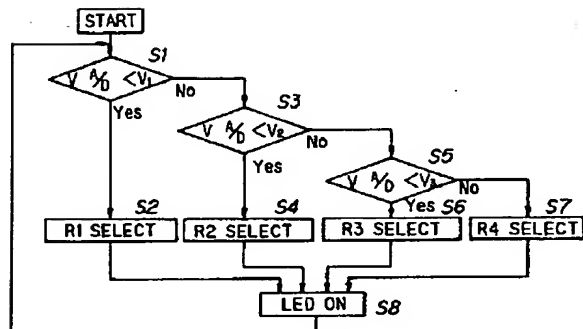 START
S1
V A/D <V1
No
Yes
S3
V A/D <V2
No
Yes
S5
V A/D <V3
No
Yes
S2
S4
S6
S7
R1 SELECT
R2 SELECT
R3 SELECT
R4 SELECT
LED ON
S8